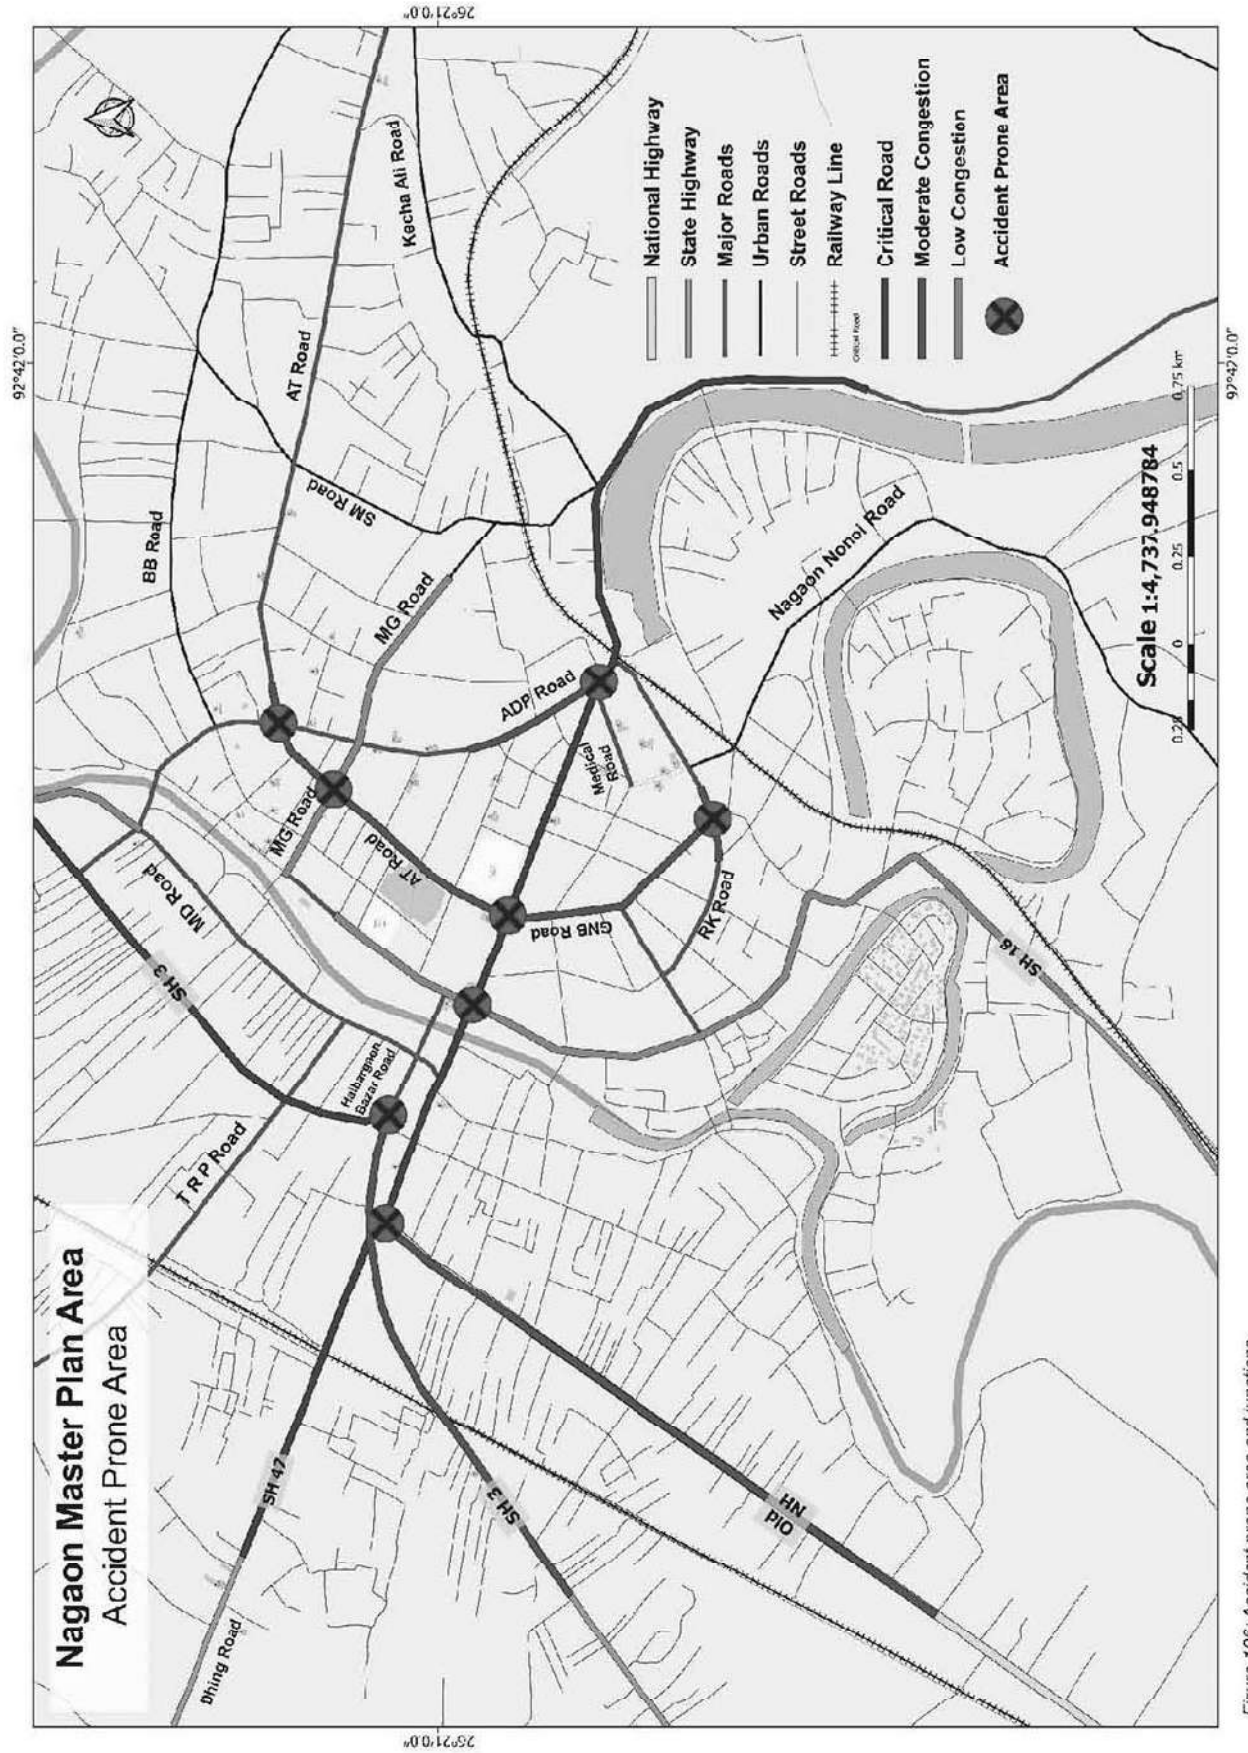 Nagaon Master Plan Area
Accident Prone Area
92°42'0.0"
92°42'0.0"
26°21'0.0"
26°21'0.0"
BB Road
AT Road
Kacha Ali Road
SM Road
MG Road
ADP Road
MG Road
AT Road
Medical
Road
GNB Road
RK Road
Nagaon Nonoi Road
MD Road
SH 3
T R P Road
Haibargaon
Bazar Road
SH 16
SH 47
SH 3
Dhing Road
Old
NH
National Highway
State Highway
Major Roads
Urban Roads
Street Roads
Railway Line
Critical Road
Critical Road
Moderate Congestion
Low Congestion
Accident Prone Area
Scale 1:4,737.948784
0.25 0 0.25 0.5 0.75 km